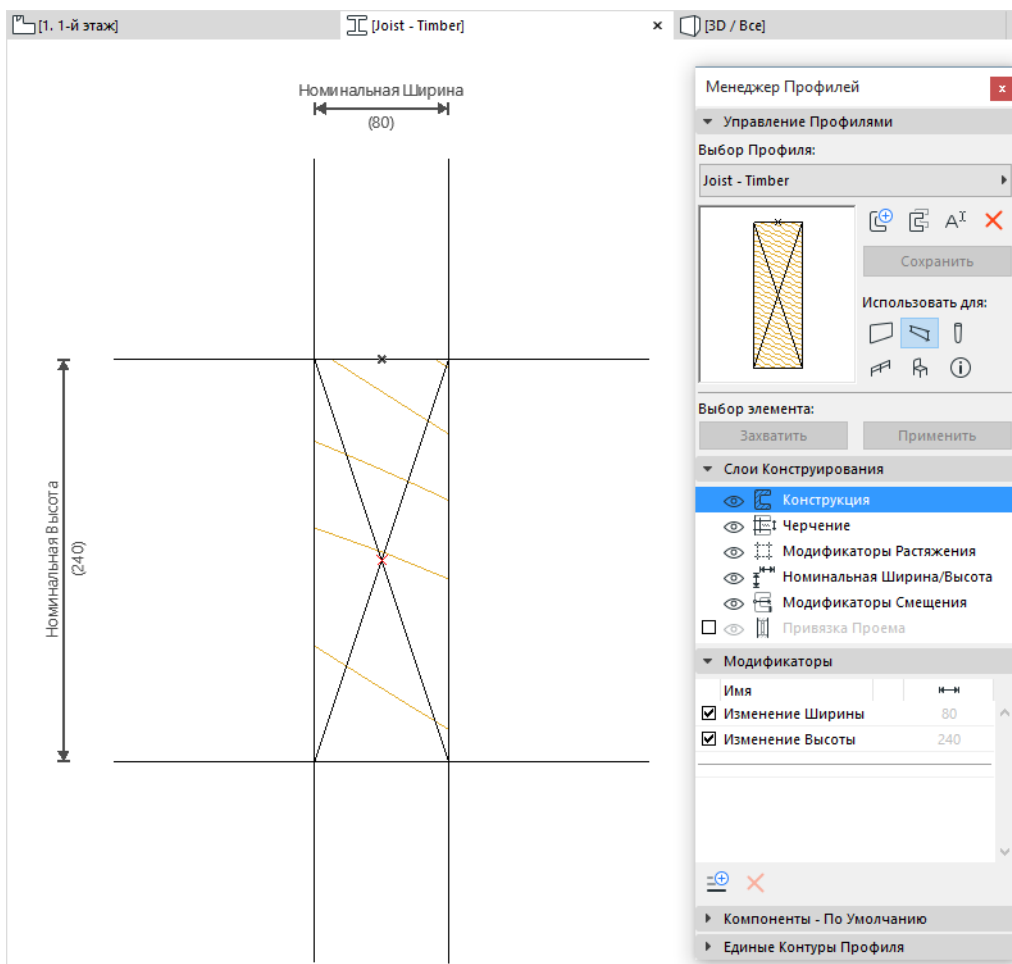 [1. 1-й этаж]
[Joist - Timber]
[3D / Все]
Номинальная Ширина
(80)
Номинальная Высота
(240)
Менеджер Профилей
Управление Профилями
Выбор Профиля:
Joist - Timber
Сохранить
Использовать для:
Выбор элемента:
Захватить
Применить
Слои Конструирования
Конструкция
Черчение
Модификаторы Растяжения
Номинальная Ширина/Высота
Модификаторы Смещения
Привязка Проема
Модификаторы
Имя
Изменение Ширины 80
Изменение Высоты 240
Компоненты - По Умолчанию
Единые Контуры Профиля